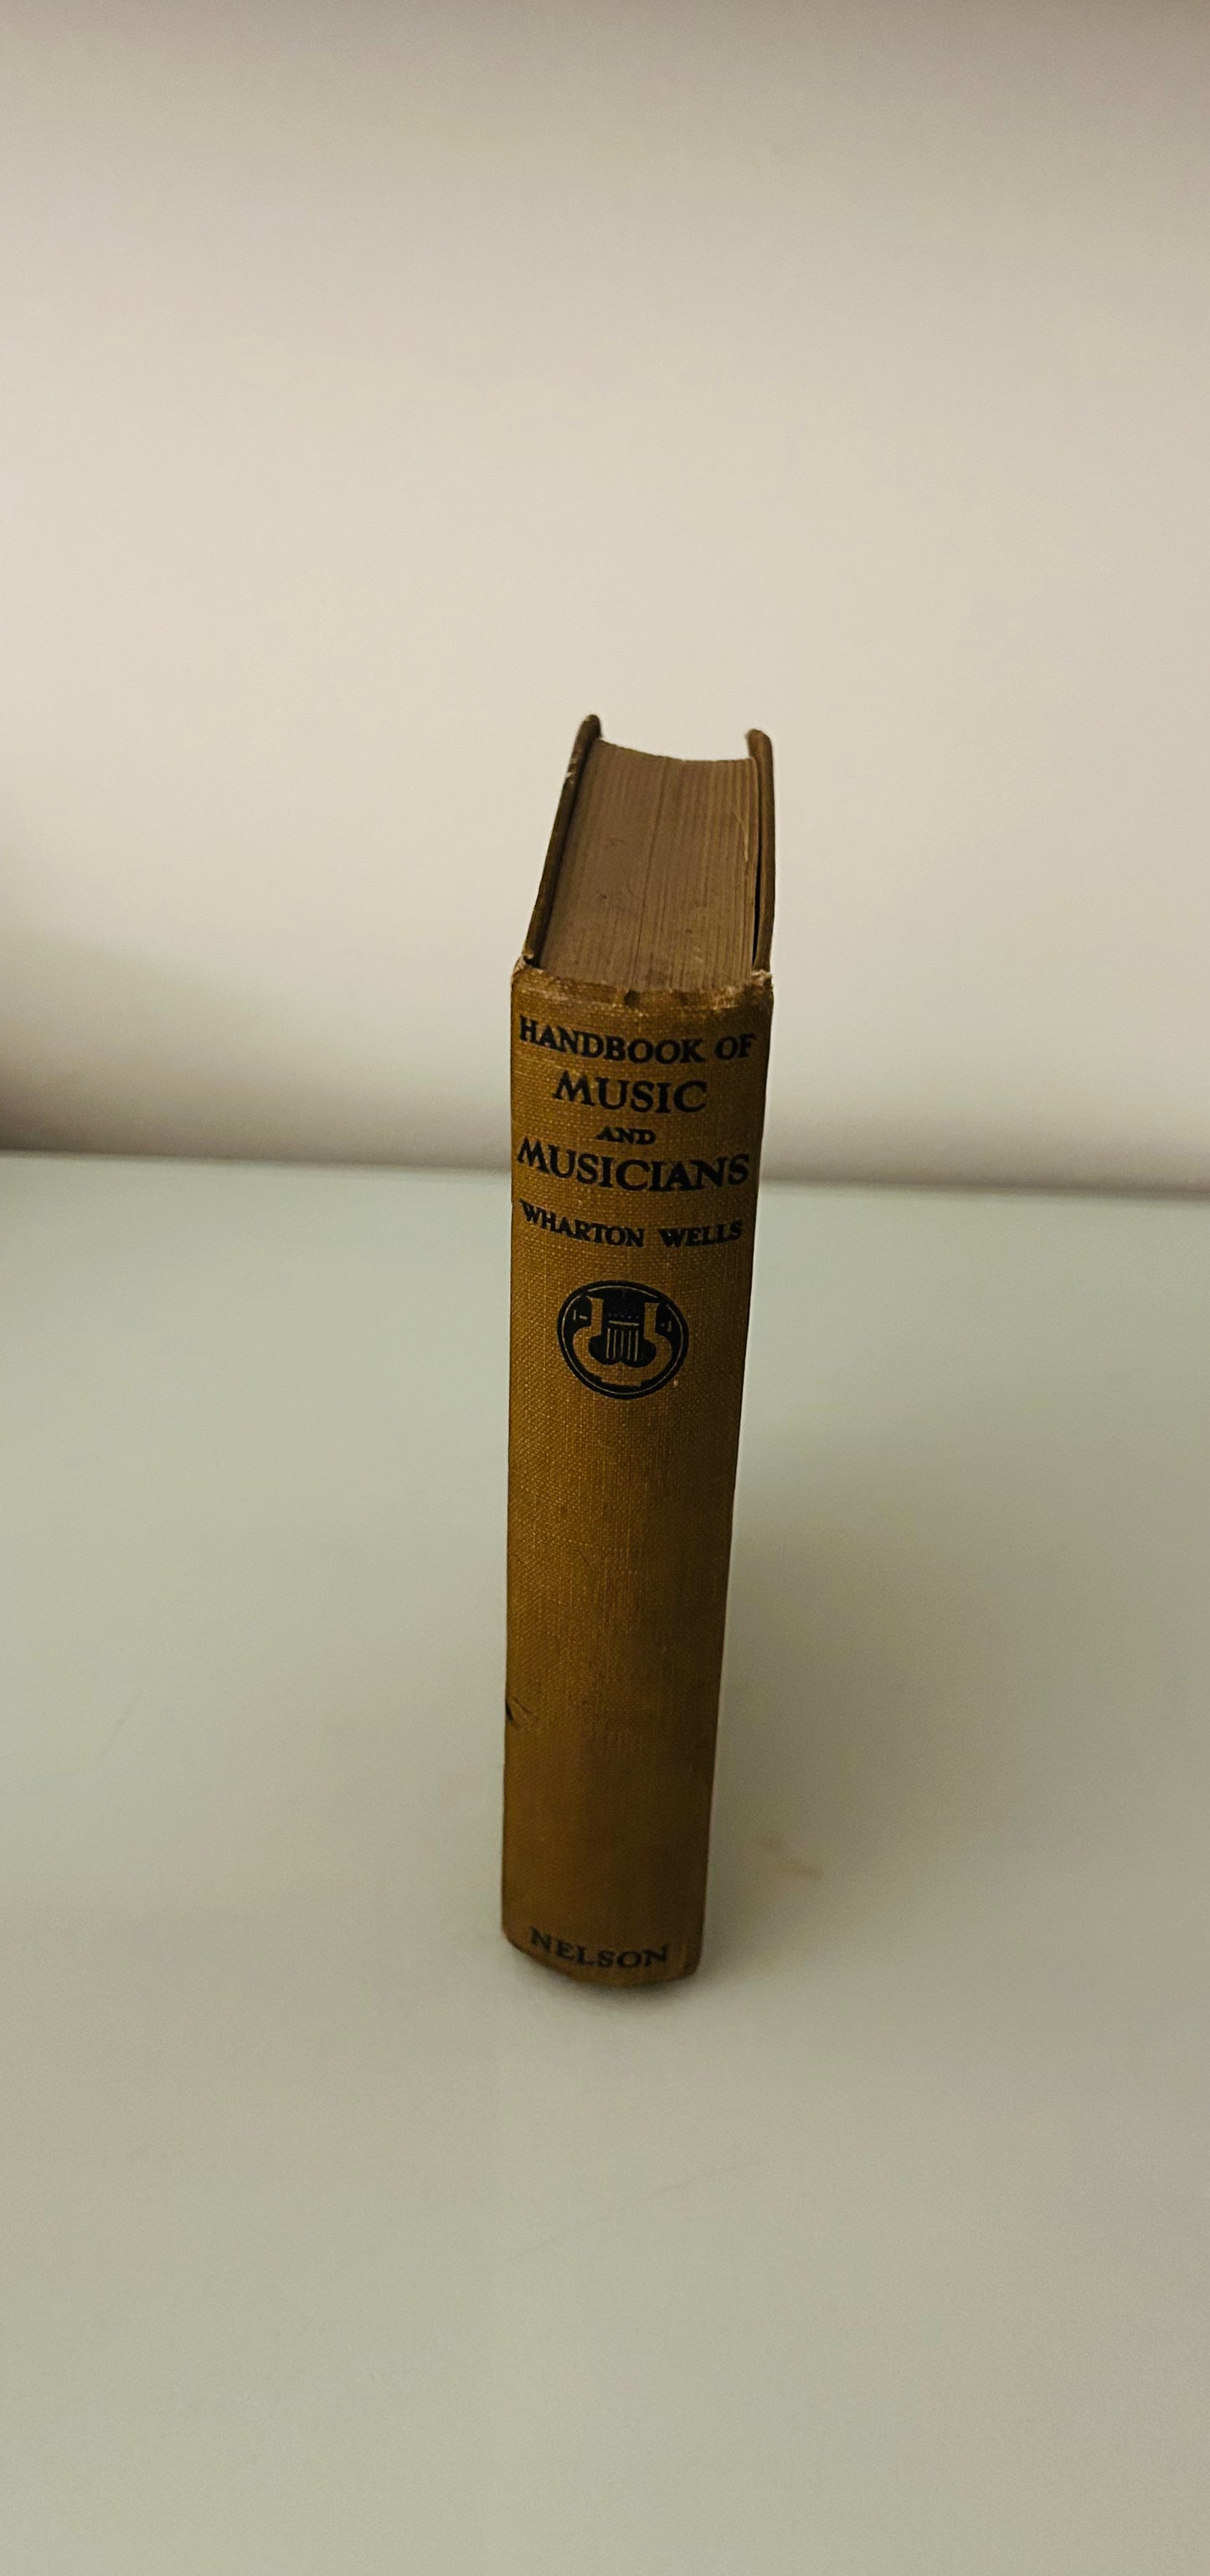 HANDBOOK OF
MUSIC
AND
MUSICIANS
WHARTON WELLS
NELSON